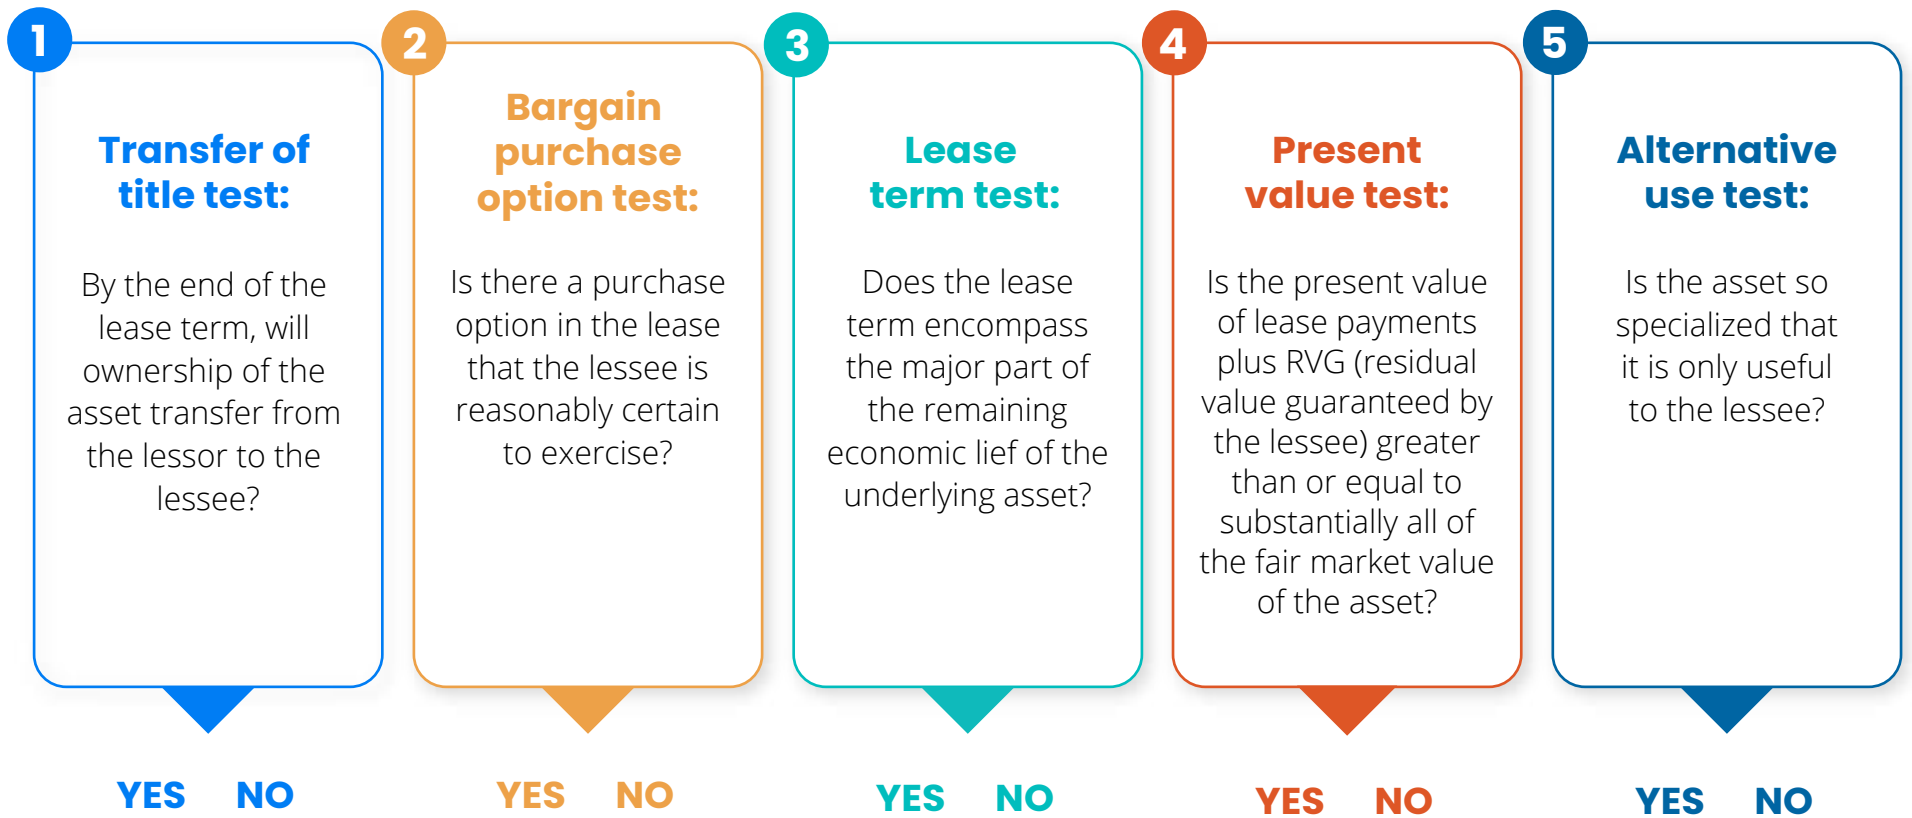 1
Transfer of
title test:
By the end of the
lease term, will
ownership of the
asset transfer from
the lessor to the
lessee?
YES NO
2
Bargain
purchase
option test:
Is there a purchase
option in the lease
that the lessee is
reasonably certain
to exercise?
YES NO
3
Lease
term test:
Does the lease
term encompass
the major part of
the remaining
economic lief of the
underlying asset?
YES NO
4
Present
value test:
Is the present value
of lease payments
plus RVG (residual
value guaranteed by
the lessee) greater
than or equal to
substantially all of
the fair market value
of the asset?
YES NO
5
Alternative
use test:
Is the asset so
specialized that
it is only useful
to the lessee?
YES NO